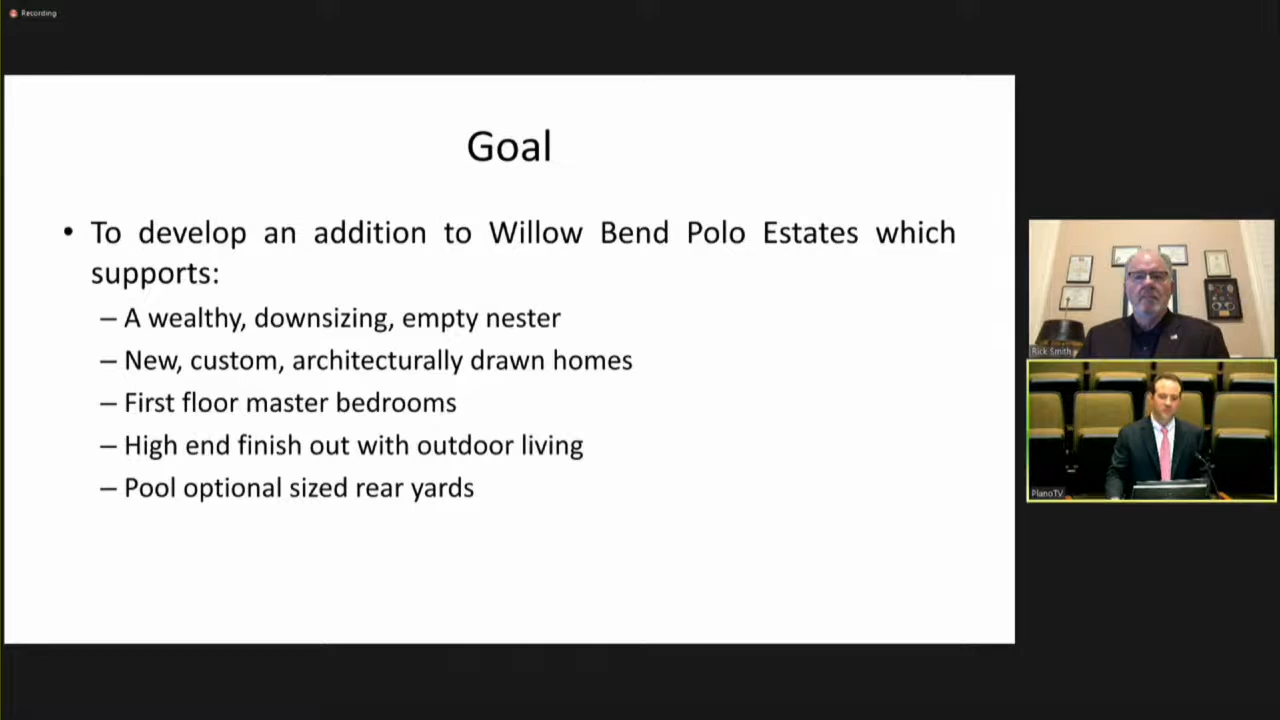 Recording
Goal
• To develop an addition to Willow Bend Polo Estates which
supports:
– A wealthy, downsizing, empty nester
– New, custom, architecturally drawn homes
– First floor master bedrooms
– High end finish out with outdoor living
– Pool optional sized rear yards
Rick Smith
PlanoTV